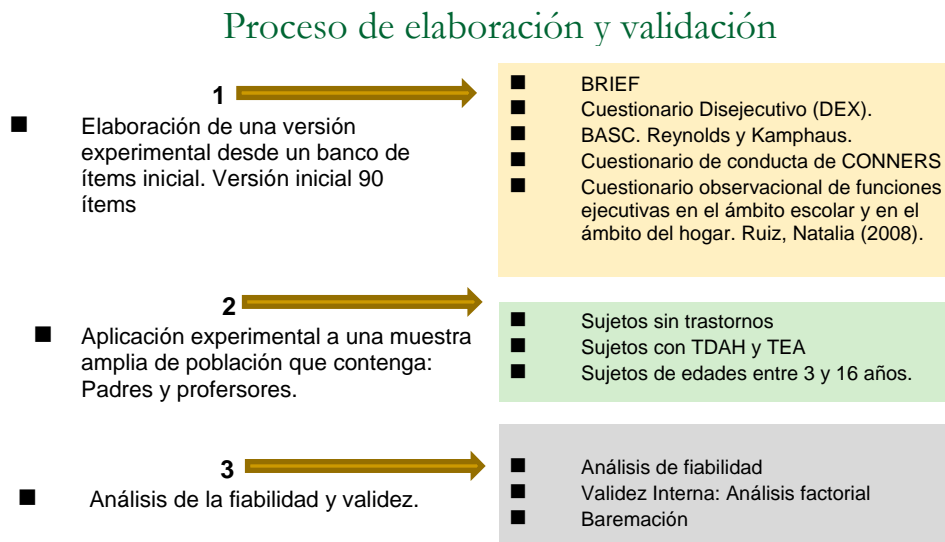 Proceso de elaboración y validación
1
■ Elaboración de una versión
experimental desde un banco de
ítems inicial. Versión inicial 90
ítems
■ BRIEF
■ Cuestionario Disejecutivo (DEX).
■ BASC. Reynolds y Kamphaus.
■ Cuestionario de conducta de CONNERS
■ Cuestionario observacional de funciones
ejecutivas en el ámbito escolar y en el
ámbito del hogar. Ruiz, Natalia (2008).
2
■ Aplicación experimental a una muestra
amplia de población que contenga:
Padres y profersores.
■ Sujetos sin trastornos
■ Sujetos con TDAH y TEA
■ Sujetos de edades entre 3 y 16 años.
3
■ Análisis de la fiabilidad y validez.
■ Análisis de fiabilidad
■ Validez Interna: Análisis factorial
■ Baremación